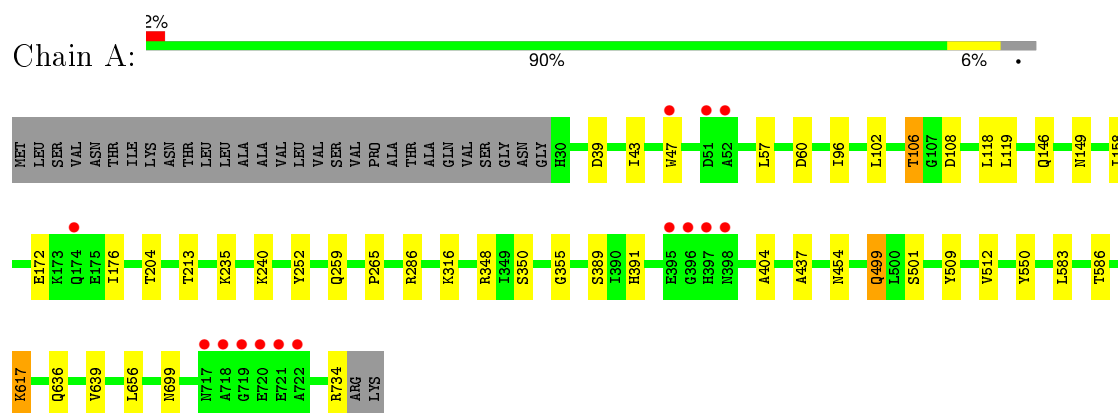 2%
Chain A:
90% 6% •
MET LEU SER VAL ASN THR ILE LYS ASN THR LEU LEU ALA ALA VAL LEU VAL SER VAL PRO ALA THR ALA GLN VAL SER GLY ASN GLY H30 D39 I43 W47 D51 A52 L57 D60 I96 L102 T106 G107 D108 L118 L119 Q146 N149
E172 K173 Q174 E175 I176 T204 T213 K235 K240 Y252 Q259 P265 R286 K316 R348 I349 S350 G355 S389 I390 H391 E395 G396 H397 N398 A404 A437 N454 Q499 L500 S501 Y509 V512 Y550 L583 T586
K617 Q636 V639 L656 N699 N717 A718 G719 E720 E721 A722 R734 ARG LYS